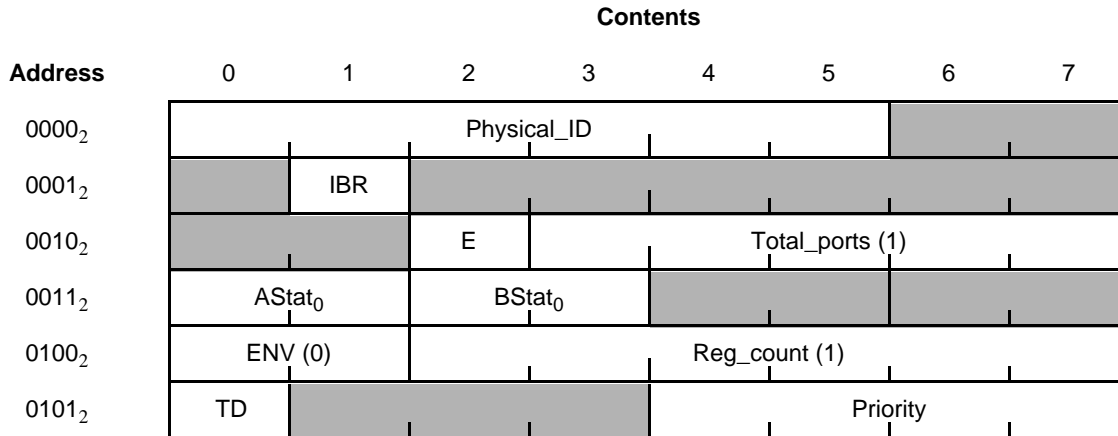 Contents
Address 0 1 2 3 4 5 6 7
0000₂ Physical_ID
0001₂ IBR
0010₂ E Total_ports (1)
0011₂ AStat₀ BStat₀
0100₂ ENV (0) Reg_count (1)
0101₂ TD Priority